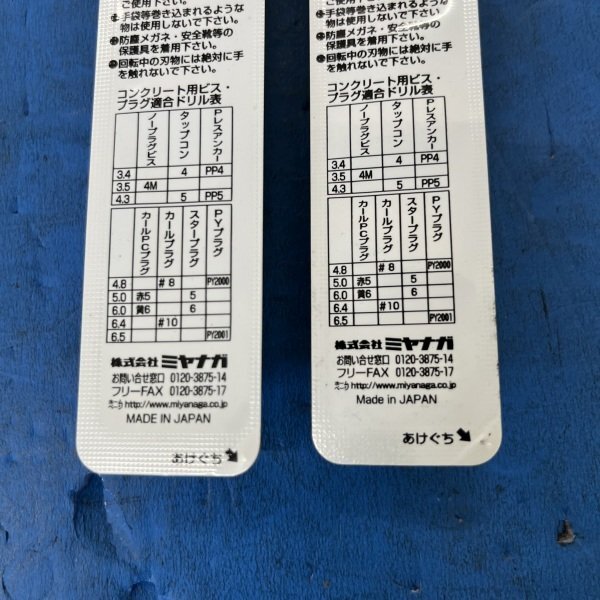 ご使用下さい。
手袋等巻き込まれるような
物は使用しないで下さい。
防塵メガネ・安全靴等の
保護具を着用下さい。
回転中の刃物には絶対に手
を触れないで下さい。
コンクリート用ビス・
プラグ適合ドリル表
ノープラグビス タップコン Pレスアンカー
3.4 4 PP4
3.5 4M
4.3 5 PP5
カールPCプラグ カールプラグ スタープラグ PYプラグ
4.8 #8 PY2000
5.0 赤5 5
6.0 黄6 6
6.4 #10
6.5 PY2001
株式会社 ミヤナガ
お問い合せ窓口 0120-3875-14
フリーFAX 0120-3875-17
http://www.miyanaga.co.jp
MADE IN JAPAN
あけぐち
ご使用下さい。
手袋等巻き込まれるような
物は使用しないで下さい。
防塵メガネ・安全靴等の
保護具を着用下さい。
回転中の刃物には絶対に手
を触れないで下さい。
コンクリート用ビス・
プラグ適合ドリル表
ノープラグビス タップコン Pレスアンカー
3.4 4 PP4
3.5 4M
4.3 5 PP5
カールPCプラグ カールプラグ スタープラグ PYプラグ
4.8 #8 PY2000
5.0 赤5 5
6.0 黄6 6
6.4 #10
6.5 PY2001
株式会社 ミヤナガ
お問い合せ窓口 0120-3875-14
フリーFAX 0120-3875-17
http://www.miyanaga.co.jp
Made in JAPAN
あけぐち